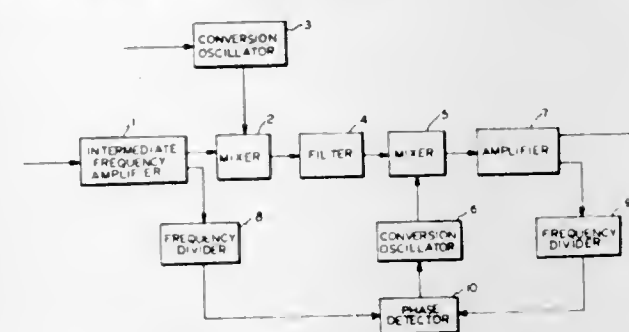 3
CONVERSION
OSCILLATOR
1
2
4
5
7
INTERMEDIATE
FREQUENCY
AMPLIFIER
MIXER
FILTER
MIXER
AMPLIFIER
8
6
9
FREQUENCY
DIVIDER
CONVERSION
OSCILLATOR
FREQUENCY
DIVIDER
10
PHASE
DETECTOR